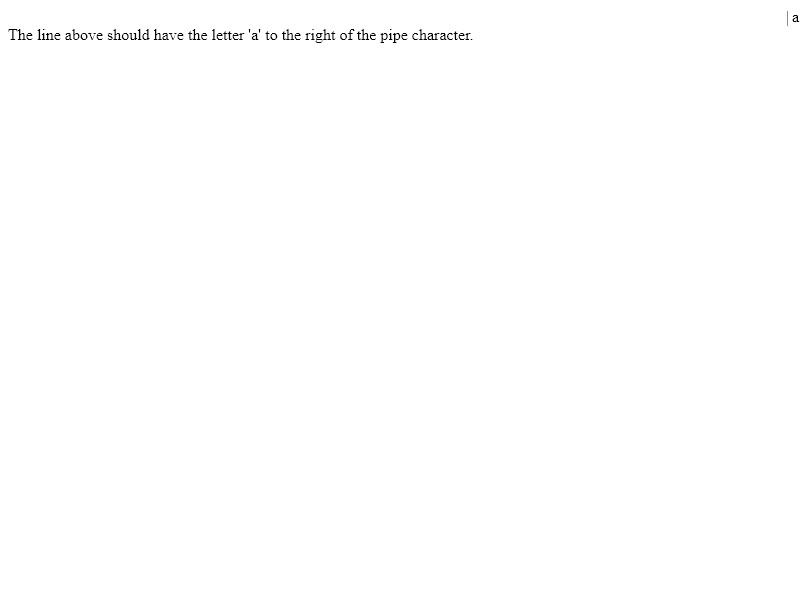 | a
The line above should have the letter 'a' to the right of the pipe character.